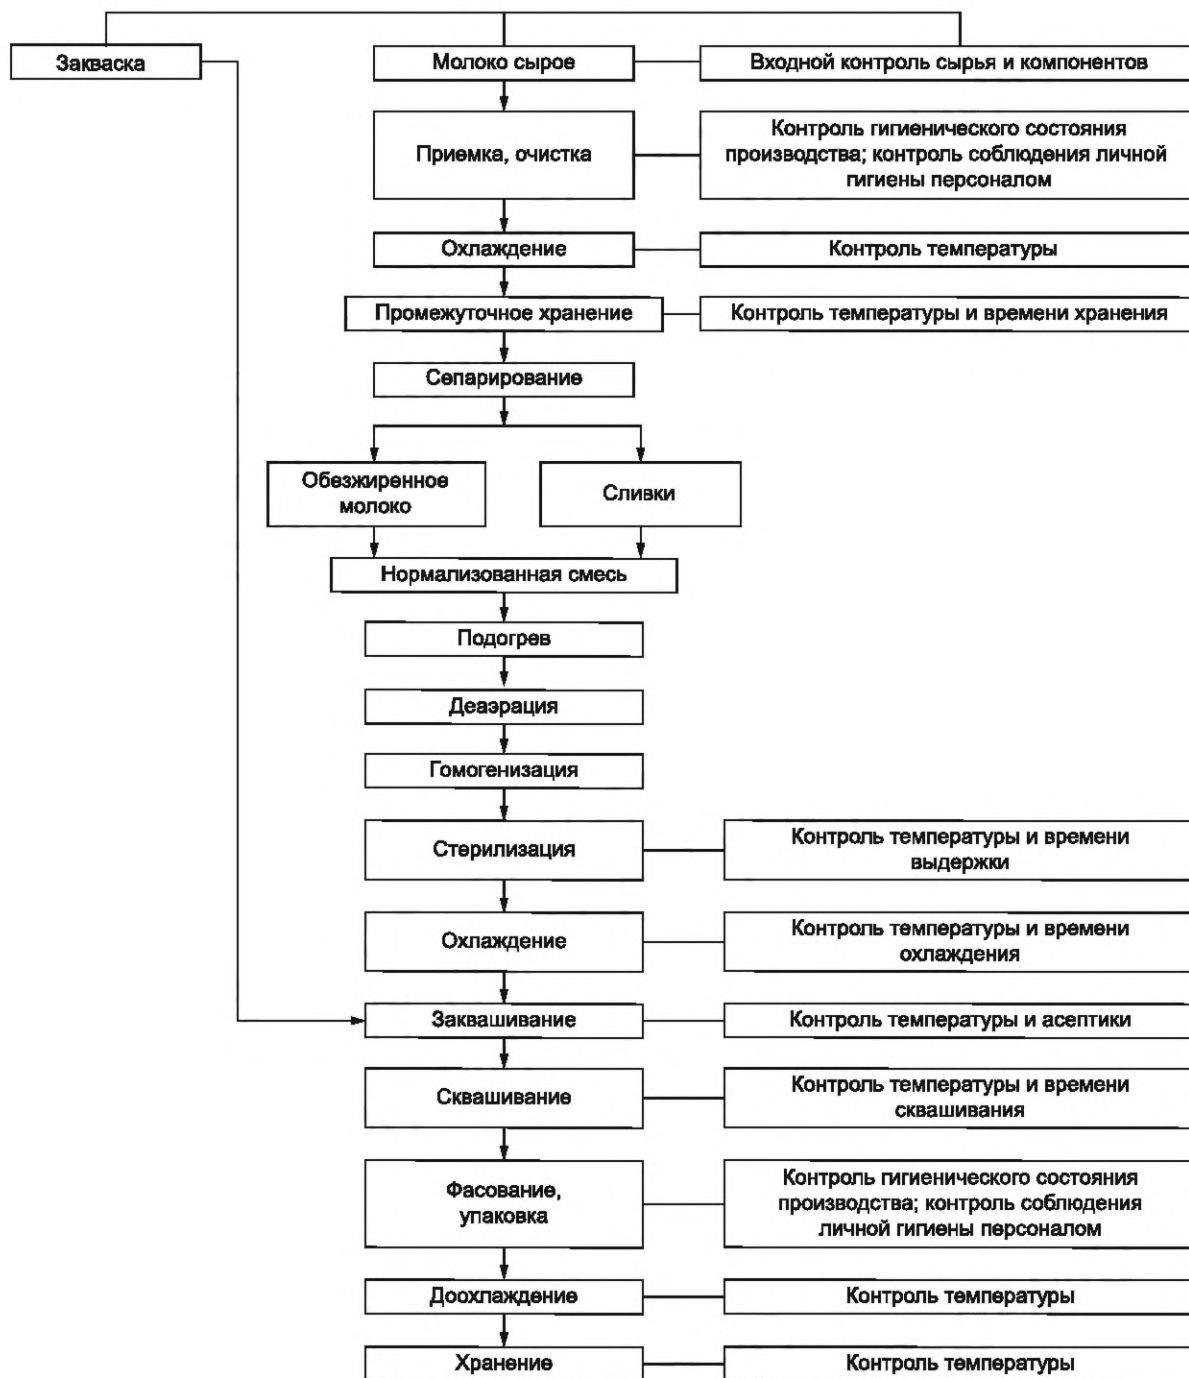 Закваска
Молоко сырое
Входной контроль сырья и компонентов
Приемка, очистка
Контроль гигиенического состояния
производства; контроль соблюдения личной
гигиены персоналом
Охлаждение
Контроль температуры
Промежуточное хранение
Контроль температуры и времени хранения
Сепарирование
Обезжиренное
молоко
Сливки
Нормализованная смесь
Подогрев
Деаэрация
Гомогенизация
Стерилизация
Контроль температуры и времени
выдержки
Охлаждение
Контроль температуры и времени
охлаждения
Заквашивание
Контроль температуры и асептики
Сквашивание
Контроль температуры и времени
сквашивания
Фасование,
упаковка
Контроль гигиенического состояния
производства; контроль соблюдения
личной гигиены персоналом
Доохлаждение
Контроль температуры
Хранение
Контроль температуры